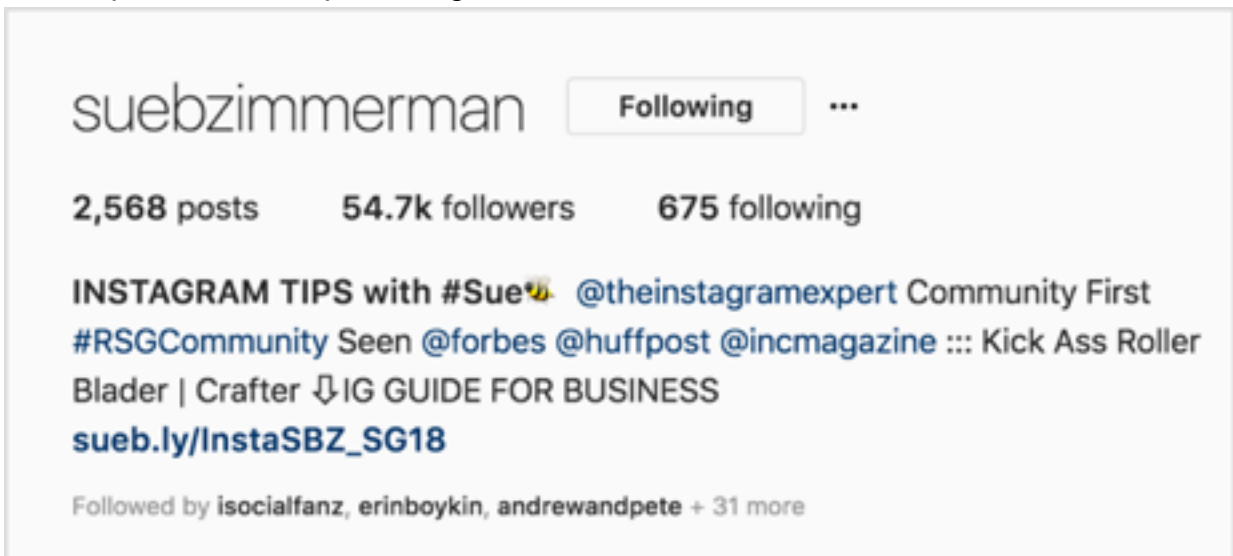 suebzimmerman Following ...
2,568 posts 54.7k followers 675 following
INSTAGRAM TIPS with #Sue🐝 @theinstagramexpert Community First
#RSGCommunity Seen @forbes @huffpost @incmagazine ::: Kick Ass Roller
Blader | Crafter ⇩IG GUIDE FOR BUSINESS
sueb.ly/InstaSBZ_SG18
Followed by isocialfanz, erinboykin, andrewandpete + 31 more